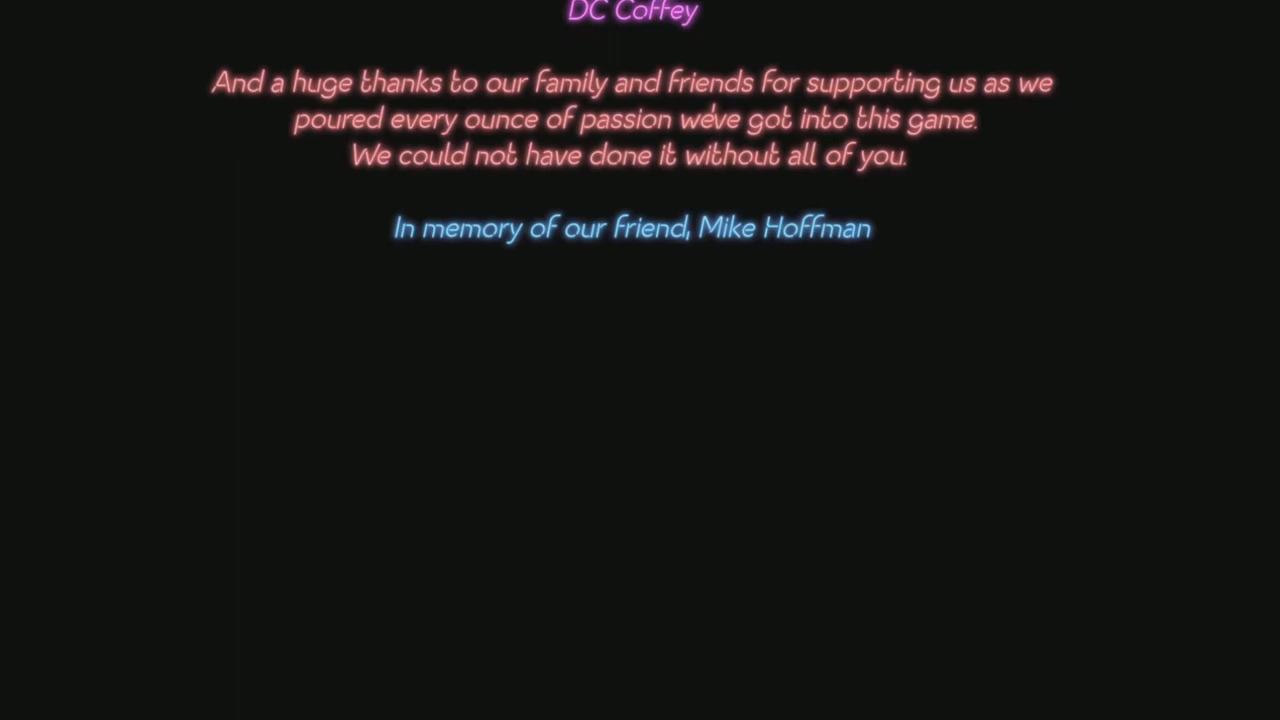 DC Coffey
And a huge thanks to our family and friends for supporting us as we
poured every ounce of passion we've got into this game.
We could not have done it without all of you.
In memory of our friend, Mike Hoffman